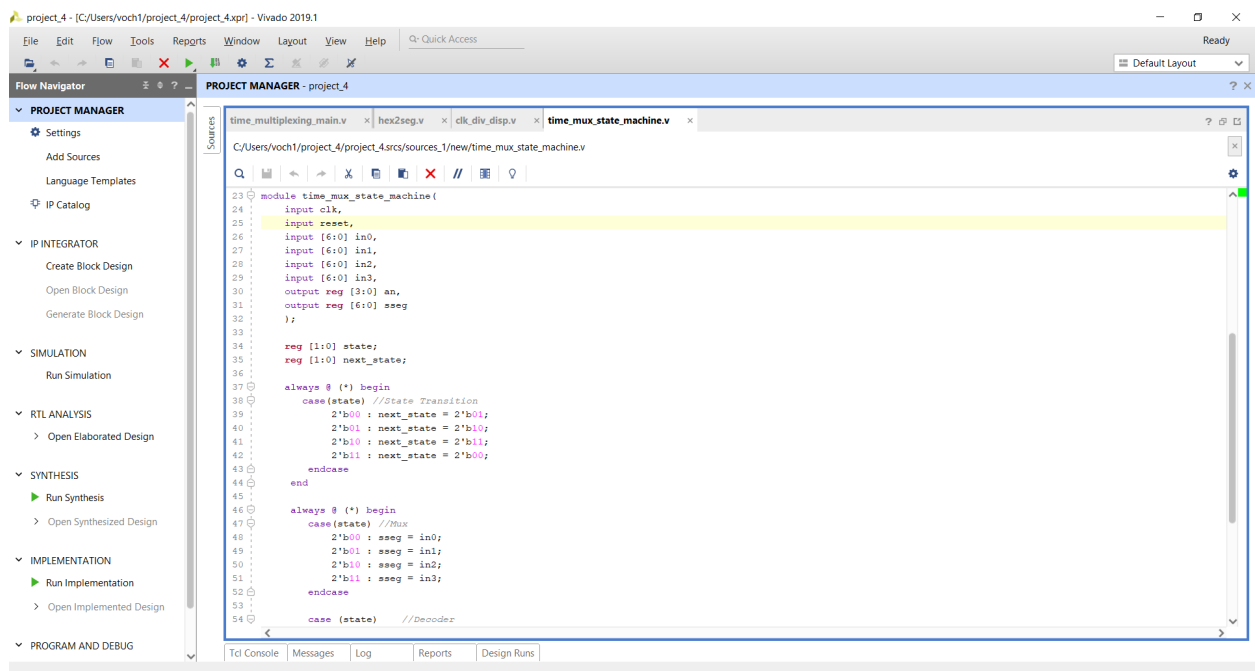 project_4 - [C:/Users/voch1/project_4/project_4.xpr] - Vivado 2019.1
File Edit Flow Tools Reports Window Layout View Help Quick Access
Ready
Default Layout
Flow Navigator
PROJECT MANAGER - project_4
PROJECT MANAGER
Settings
Add Sources
Language Templates
IP Catalog
IP INTEGRATOR
Create Block Design
Open Block Design
Generate Block Design
SIMULATION
Run Simulation
RTL ANALYSIS
Open Elaborated Design
SYNTHESIS
Run Synthesis
Open Synthesized Design
IMPLEMENTATION
Run Implementation
Open Implemented Design
PROGRAM AND DEBUG
Sources
time_multiplexing_main.v × hex2seg.v × clk_div_disp.v × time_mux_state_machine.v ×
C:/Users/voch1/project_4/project_4.srcs/sources_1/new/time_mux_state_machine.v
23 module time_mux_state_machine(
24 input clk,
25 input reset,
26 input [6:0] in0,
27 input [6:0] in1,
28 input [6:0] in2,
29 input [6:0] in3,
30 output reg [3:0] an,
31 output reg [6:0] sseg
32 );
33
34 reg [1:0] state;
35 reg [1:0] next_state;
36
37 always @ (*) begin
38 case(state) //State Transition
39 2'b00 : next_state = 2'b01;
40 2'b01 : next_state = 2'b10;
41 2'b10 : next_state = 2'b11;
42 2'b11 : next_state = 2'b00;
43 endcase
44 end
45
46 always @ (*) begin
47 case(state) //Mux
48 2'b00 : sseg = in0;
49 2'b01 : sseg = in1;
50 2'b10 : sseg = in2;
51 2'b11 : sseg = in3;
52 endcase
53
54 case (state) //Decoder
Tcl Console Messages Log Reports Design Runs